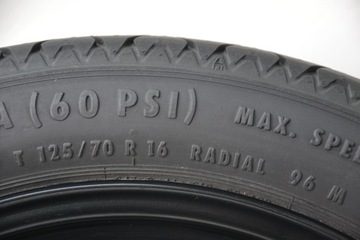 A (60 PSI) MAX. SPE
T 125/70 R 16 RADIAL 96 M